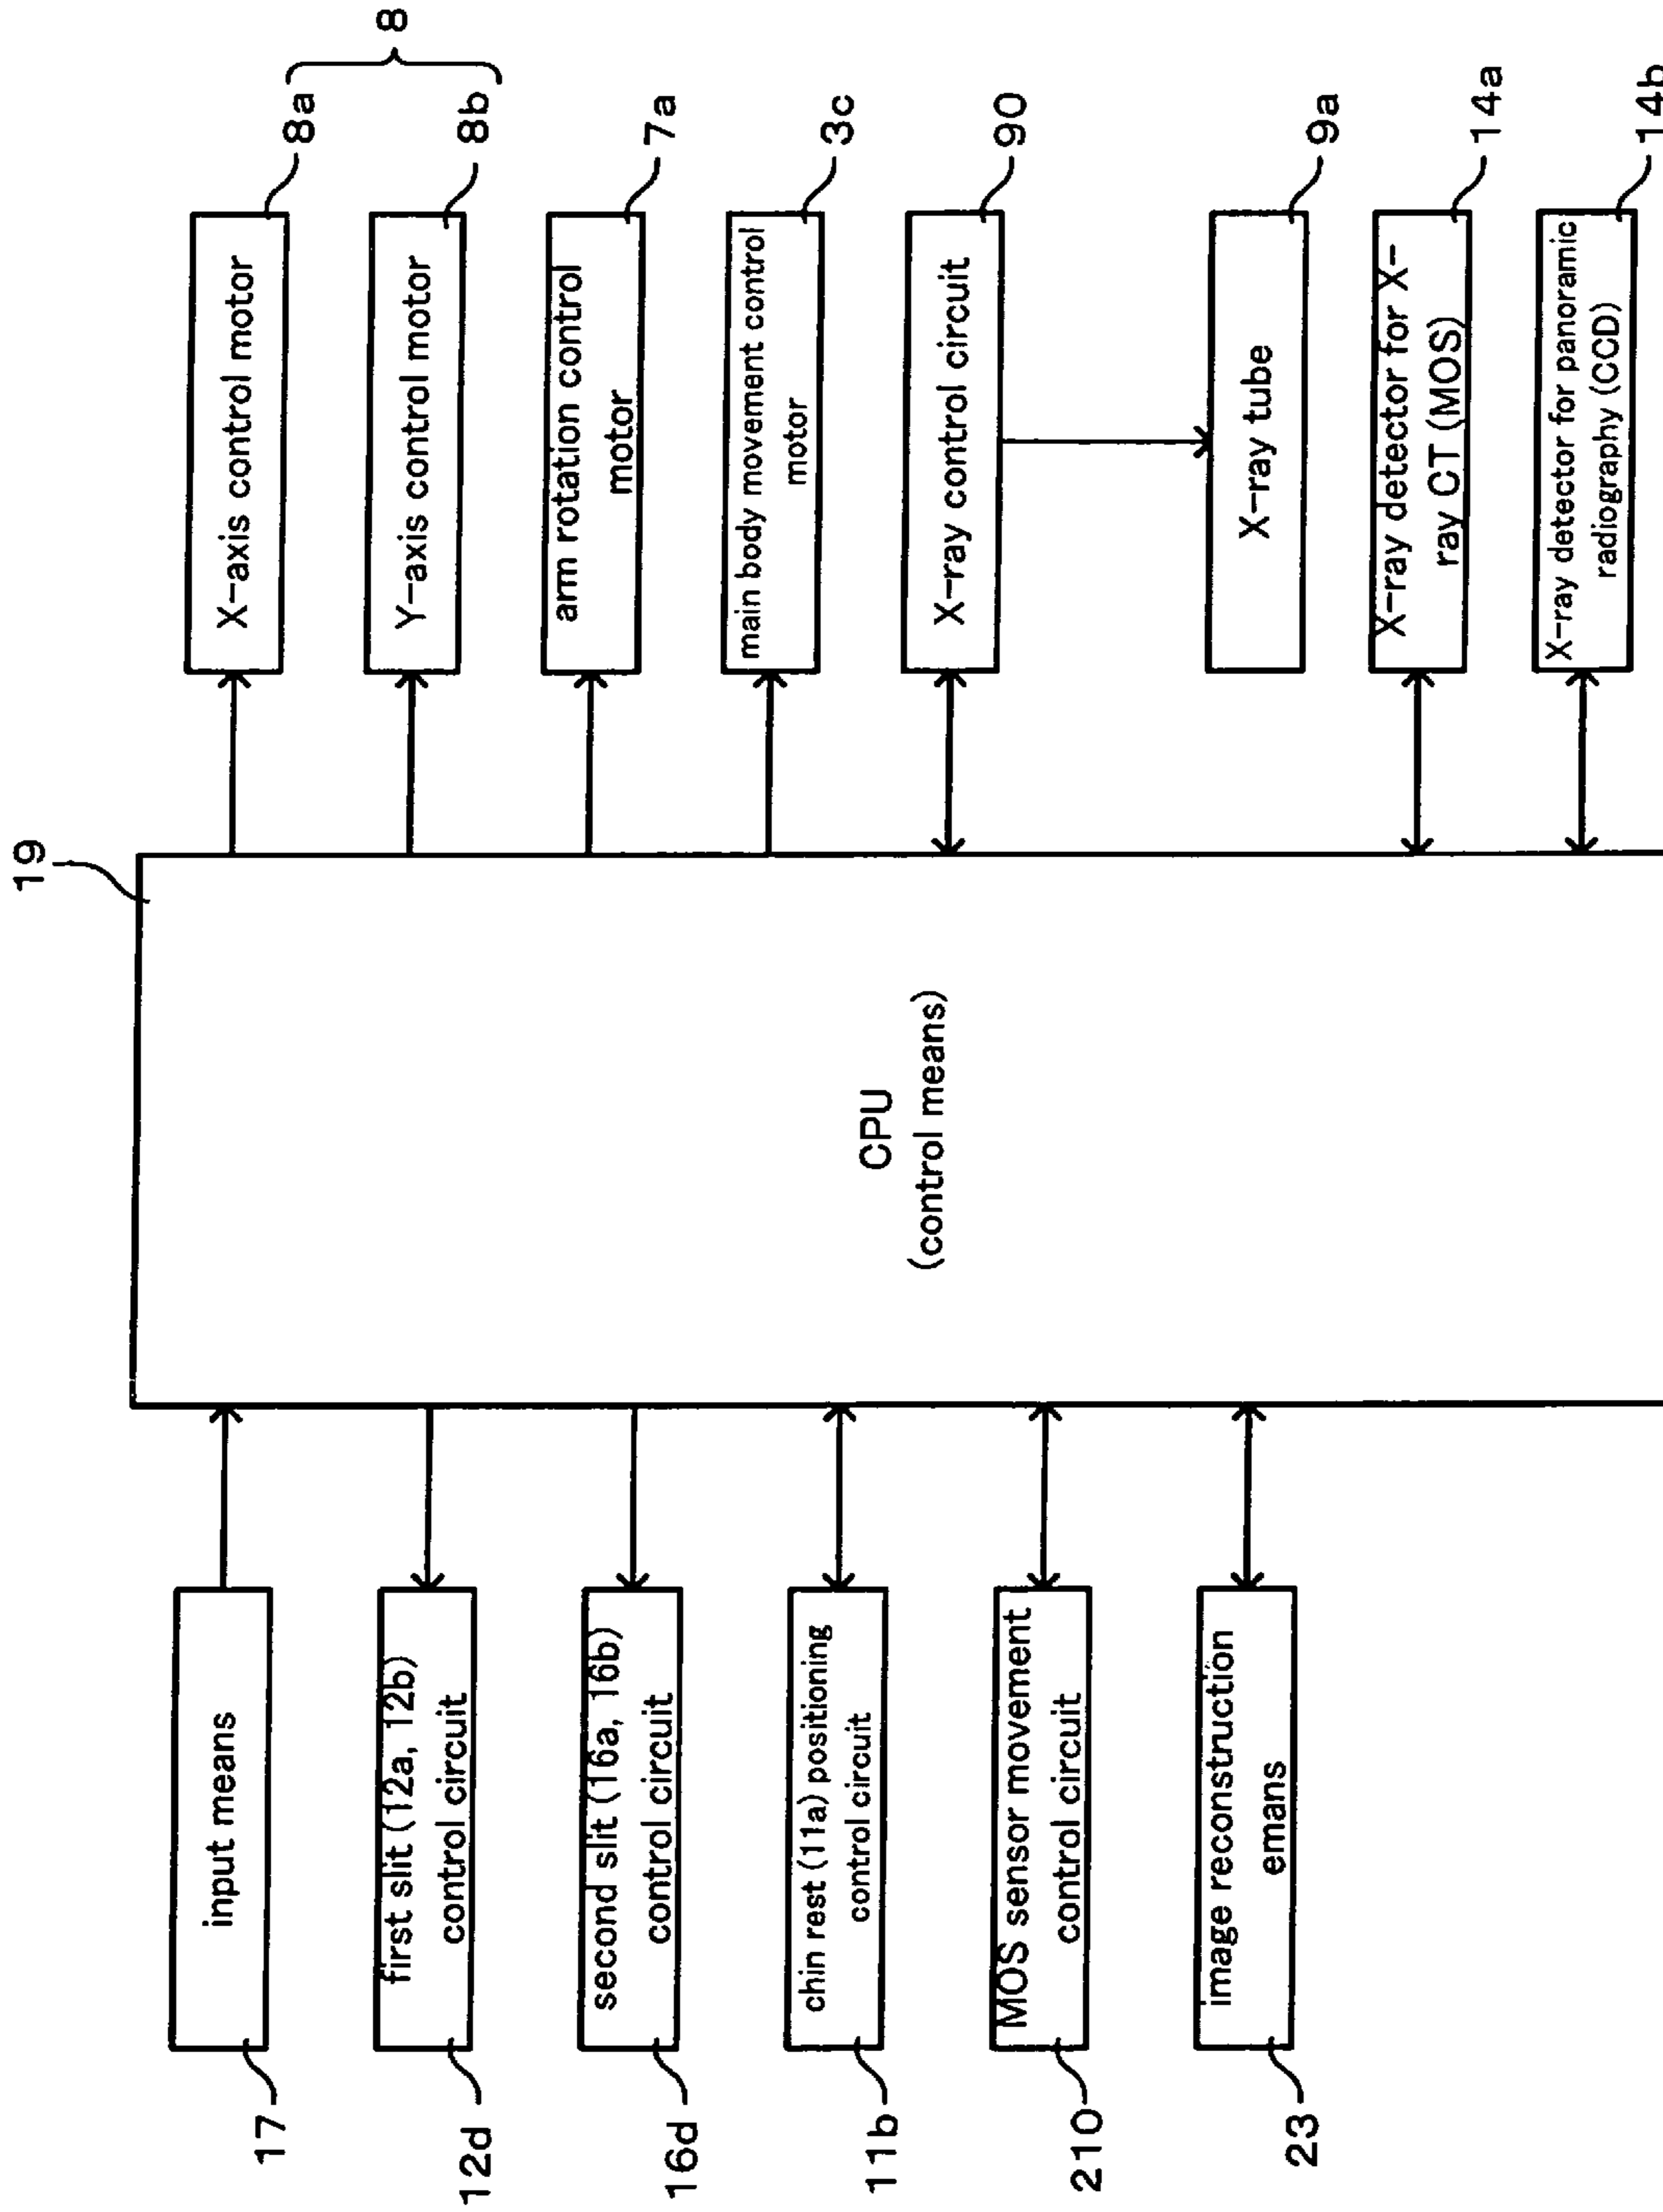 19
CPU
(control means)
17
input means
12d
first slit (12a, 12b)
control circuit
16d
second slit (16a, 16b)
control circuit
11b
chin rest (11a) positioning
control circuit
210
MOS sensor movement
control circuit
23
image reconstruction
emans
X-axis control motor
8a
8
Y-axis control motor
8b
arm rotation control
motor
7a
main body movement control
motor
3c
X-ray control circuit
90
X-ray tube
9a
X-ray detector for X-
ray CT (MOS)
14a
X-ray detector for panoramic
radiography (CCD)
14b